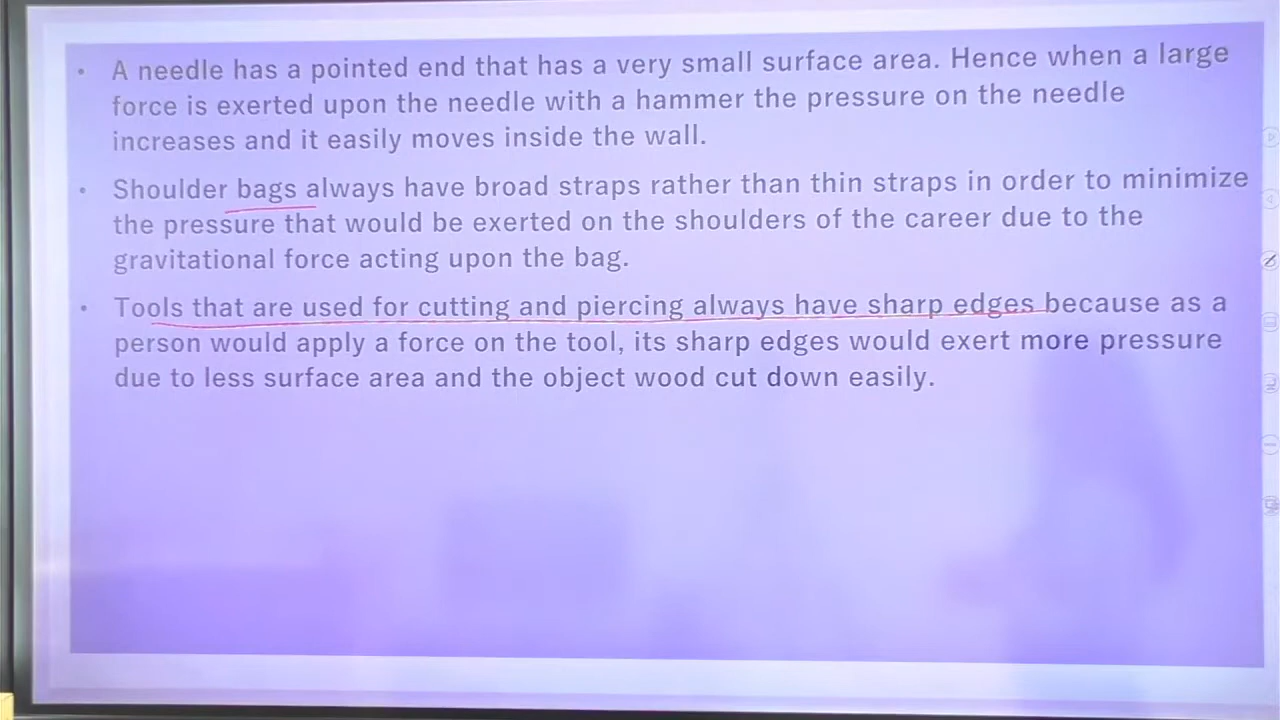 • A needle has a pointed end that has a very small surface area. Hence when a large
force is exerted upon the needle with a hammer the pressure on the needle
increases and it easily moves inside the wall.
• Shoulder bags always have broad straps rather than thin straps in order to minimize
the pressure that would be exerted on the shoulders of the career due to the
gravitational force acting upon the bag.
• Tools that are used for cutting and piercing always have sharp edges because as a
person would apply a force on the tool, its sharp edges would exert more pressure
due to less surface area and the object wood cut down easily.